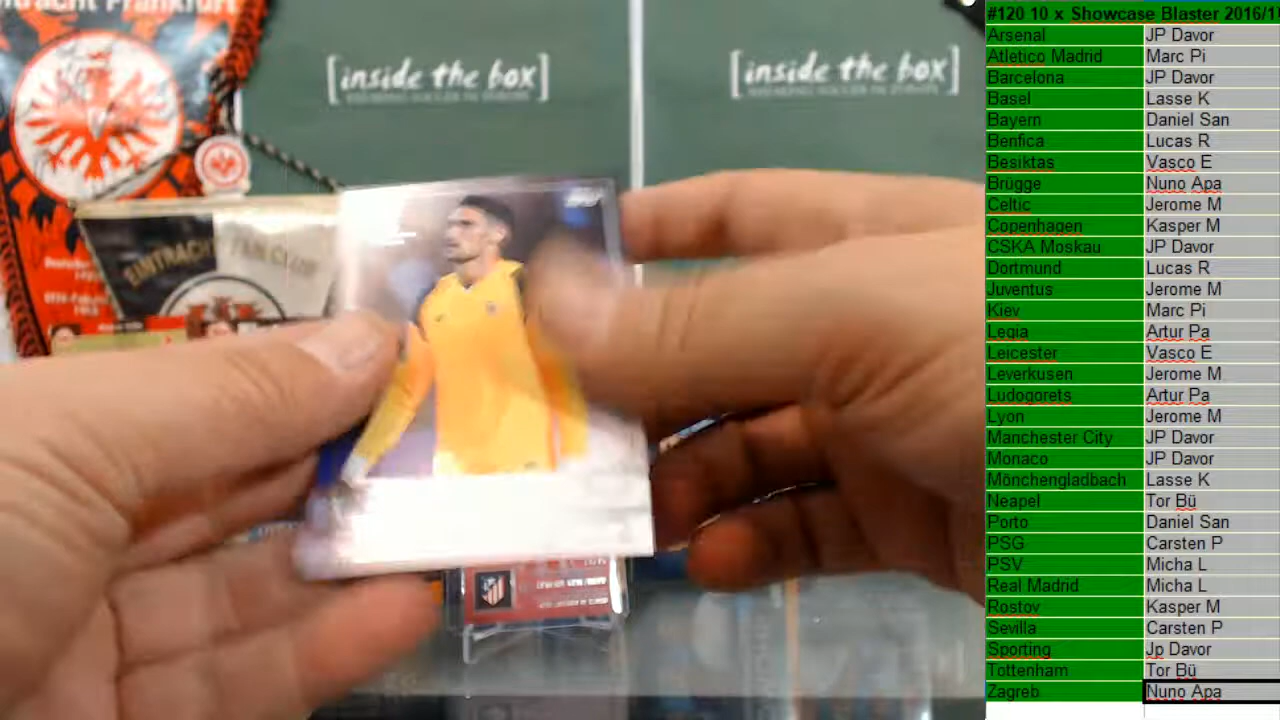 ntracht Frankfurt
[inside the box]
[inside the box]
EINTRACHT
FAN CLUB
#120 10 x Showcase Blaster 2016/1
Arsenal JP Davor
Atletico Madrid Marc Pi
Barcelona JP Davor
Basel Lasse K
Bayern Daniel San
Benfica Lucas R
Besiktas Vasco E
Brügge Nuno Apa
Celtic Jerome M
Copenhagen Kasper M
CSKA Moskau JP Davor
Dortmund Lucas R
Juventus Jerome M
Kiev Marc Pi
Legia Artur Pa
Leicester Vasco E
Leverkusen Jerome M
Ludogorets Artur Pa
Lyon Jerome M
Manchester City JP Davor
Monaco JP Davor
Mönchengladbach Lasse K
Neapel Tor Bü
Porto Daniel San
PSG Carsten P
PSV Micha L
Real Madrid Micha L
Rostov Kasper M
Sevilla Carsten P
Sporting Jp Davor
Tottenham Tor Bü
Zagreb Nuno Apa